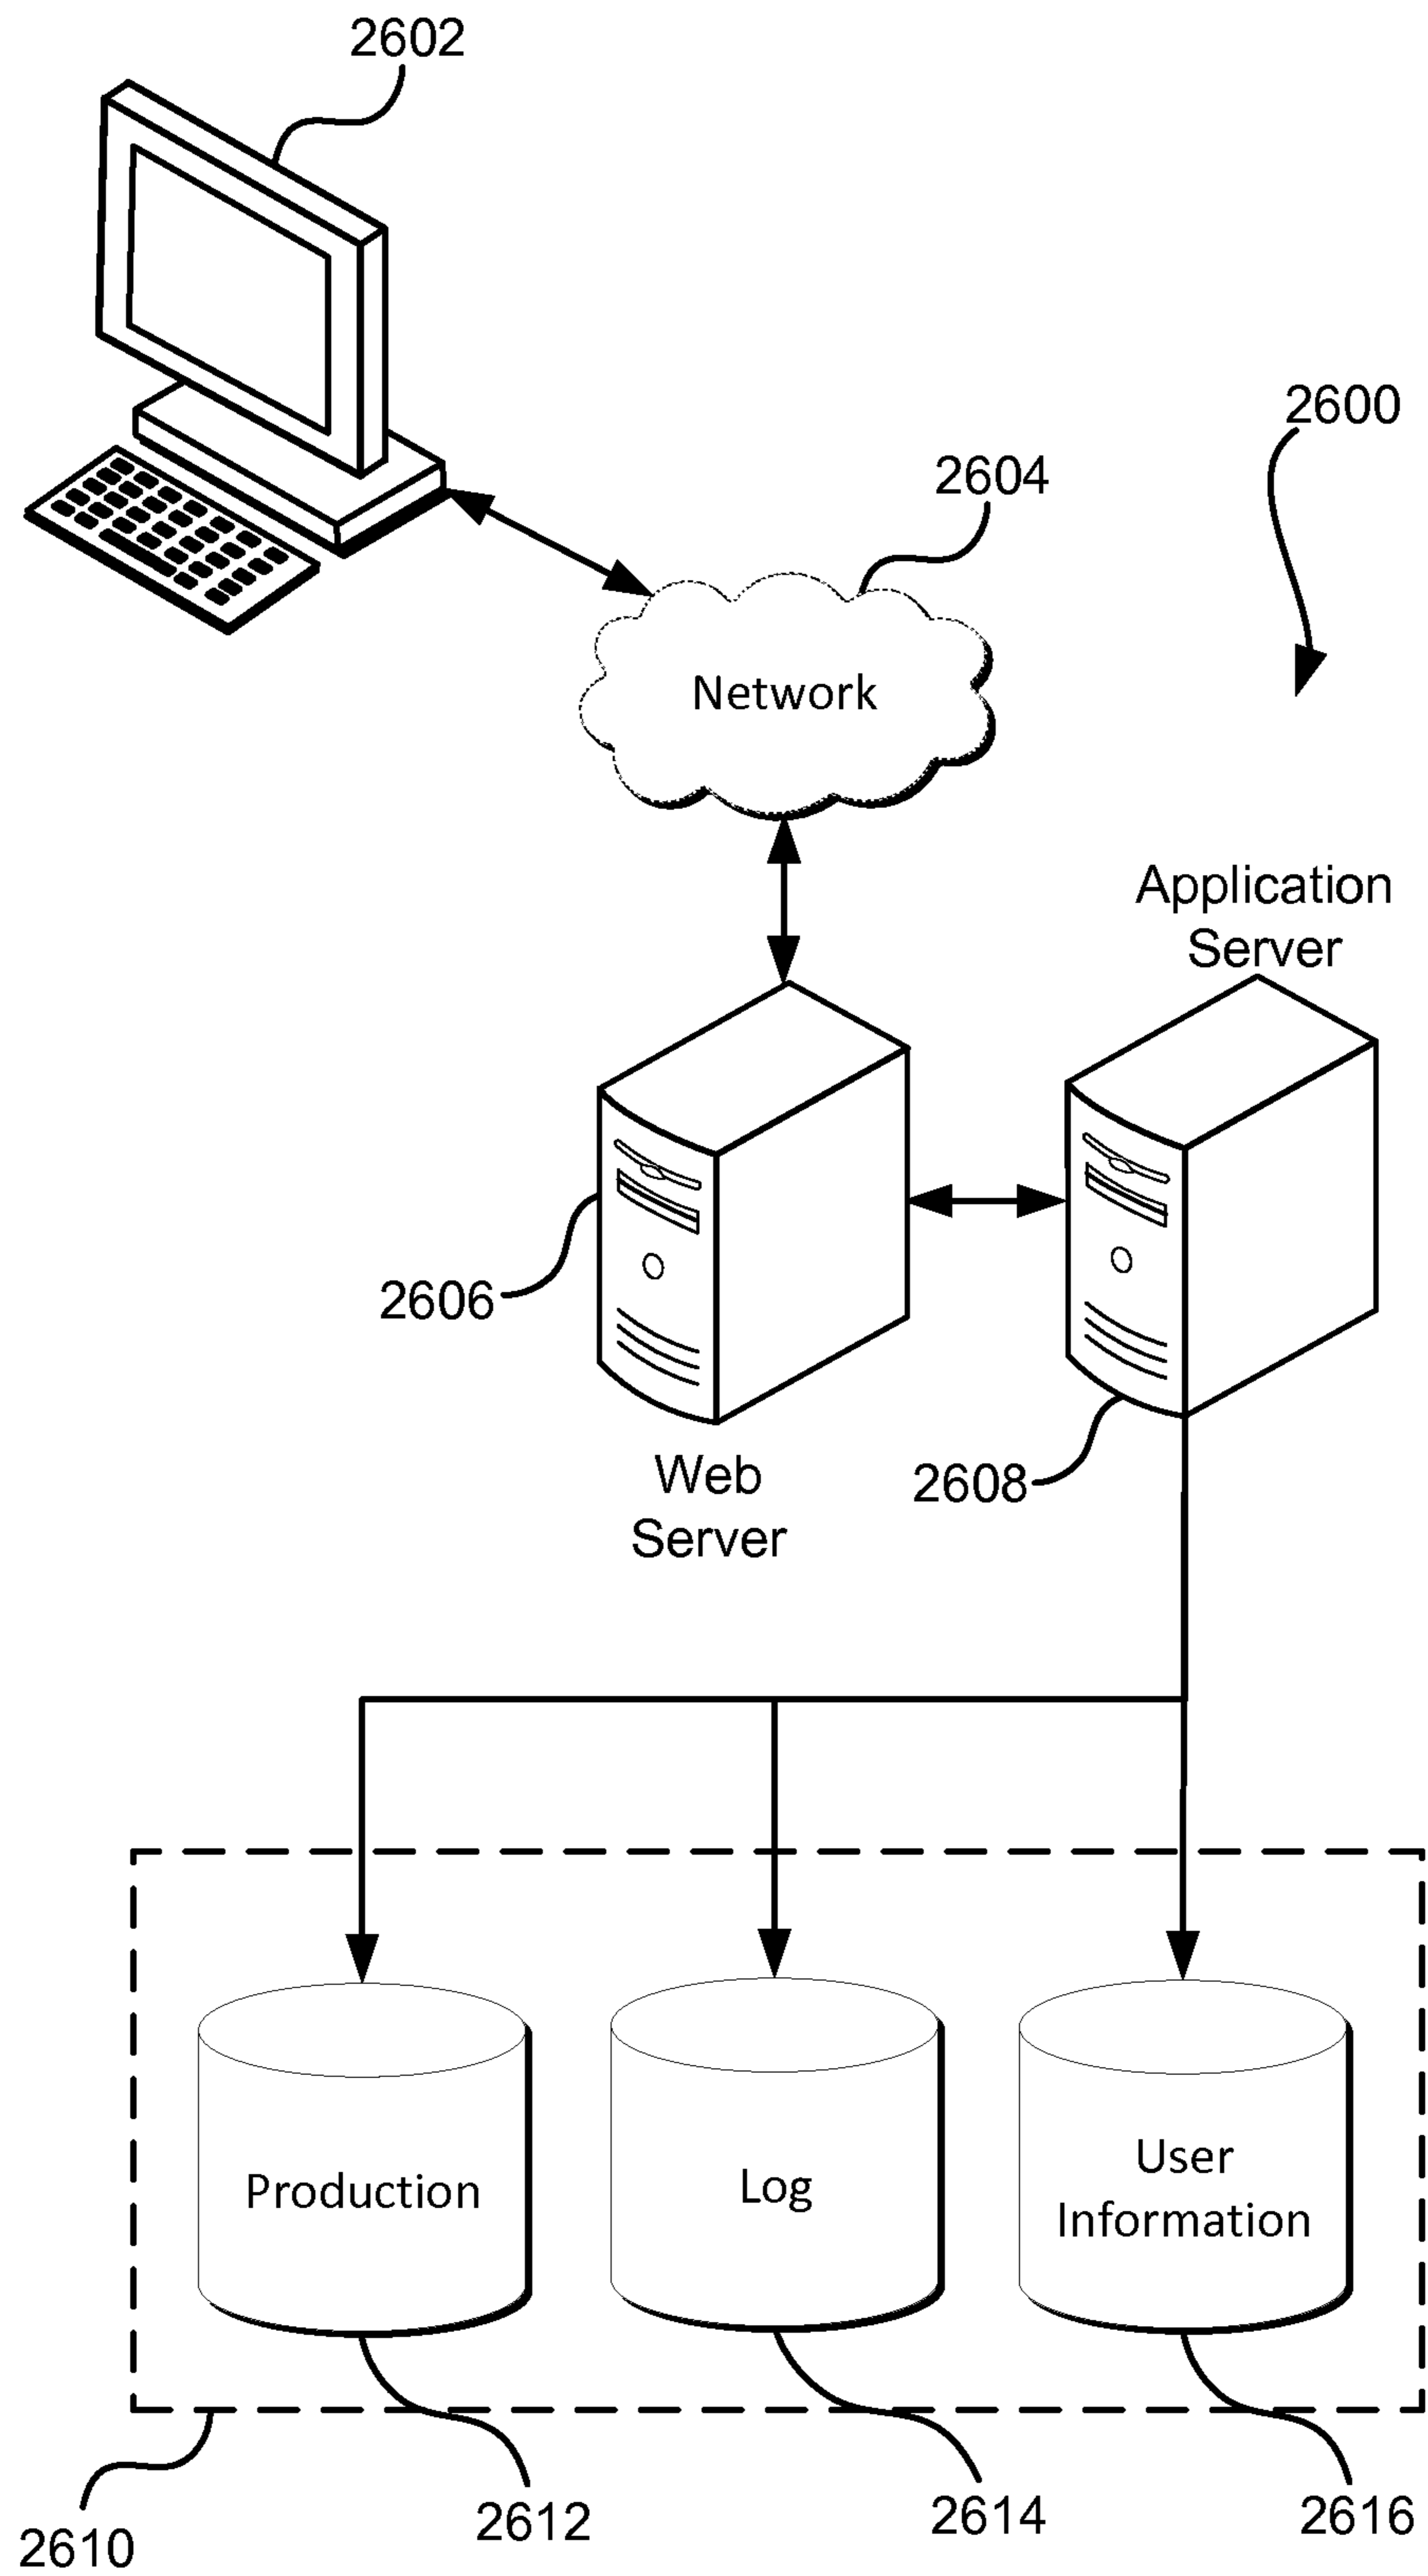 2602
2600
2604
Network
Application
Server
2606
2608
Web
Server
Production
Log
User
Information
2610
2612
2614
2616